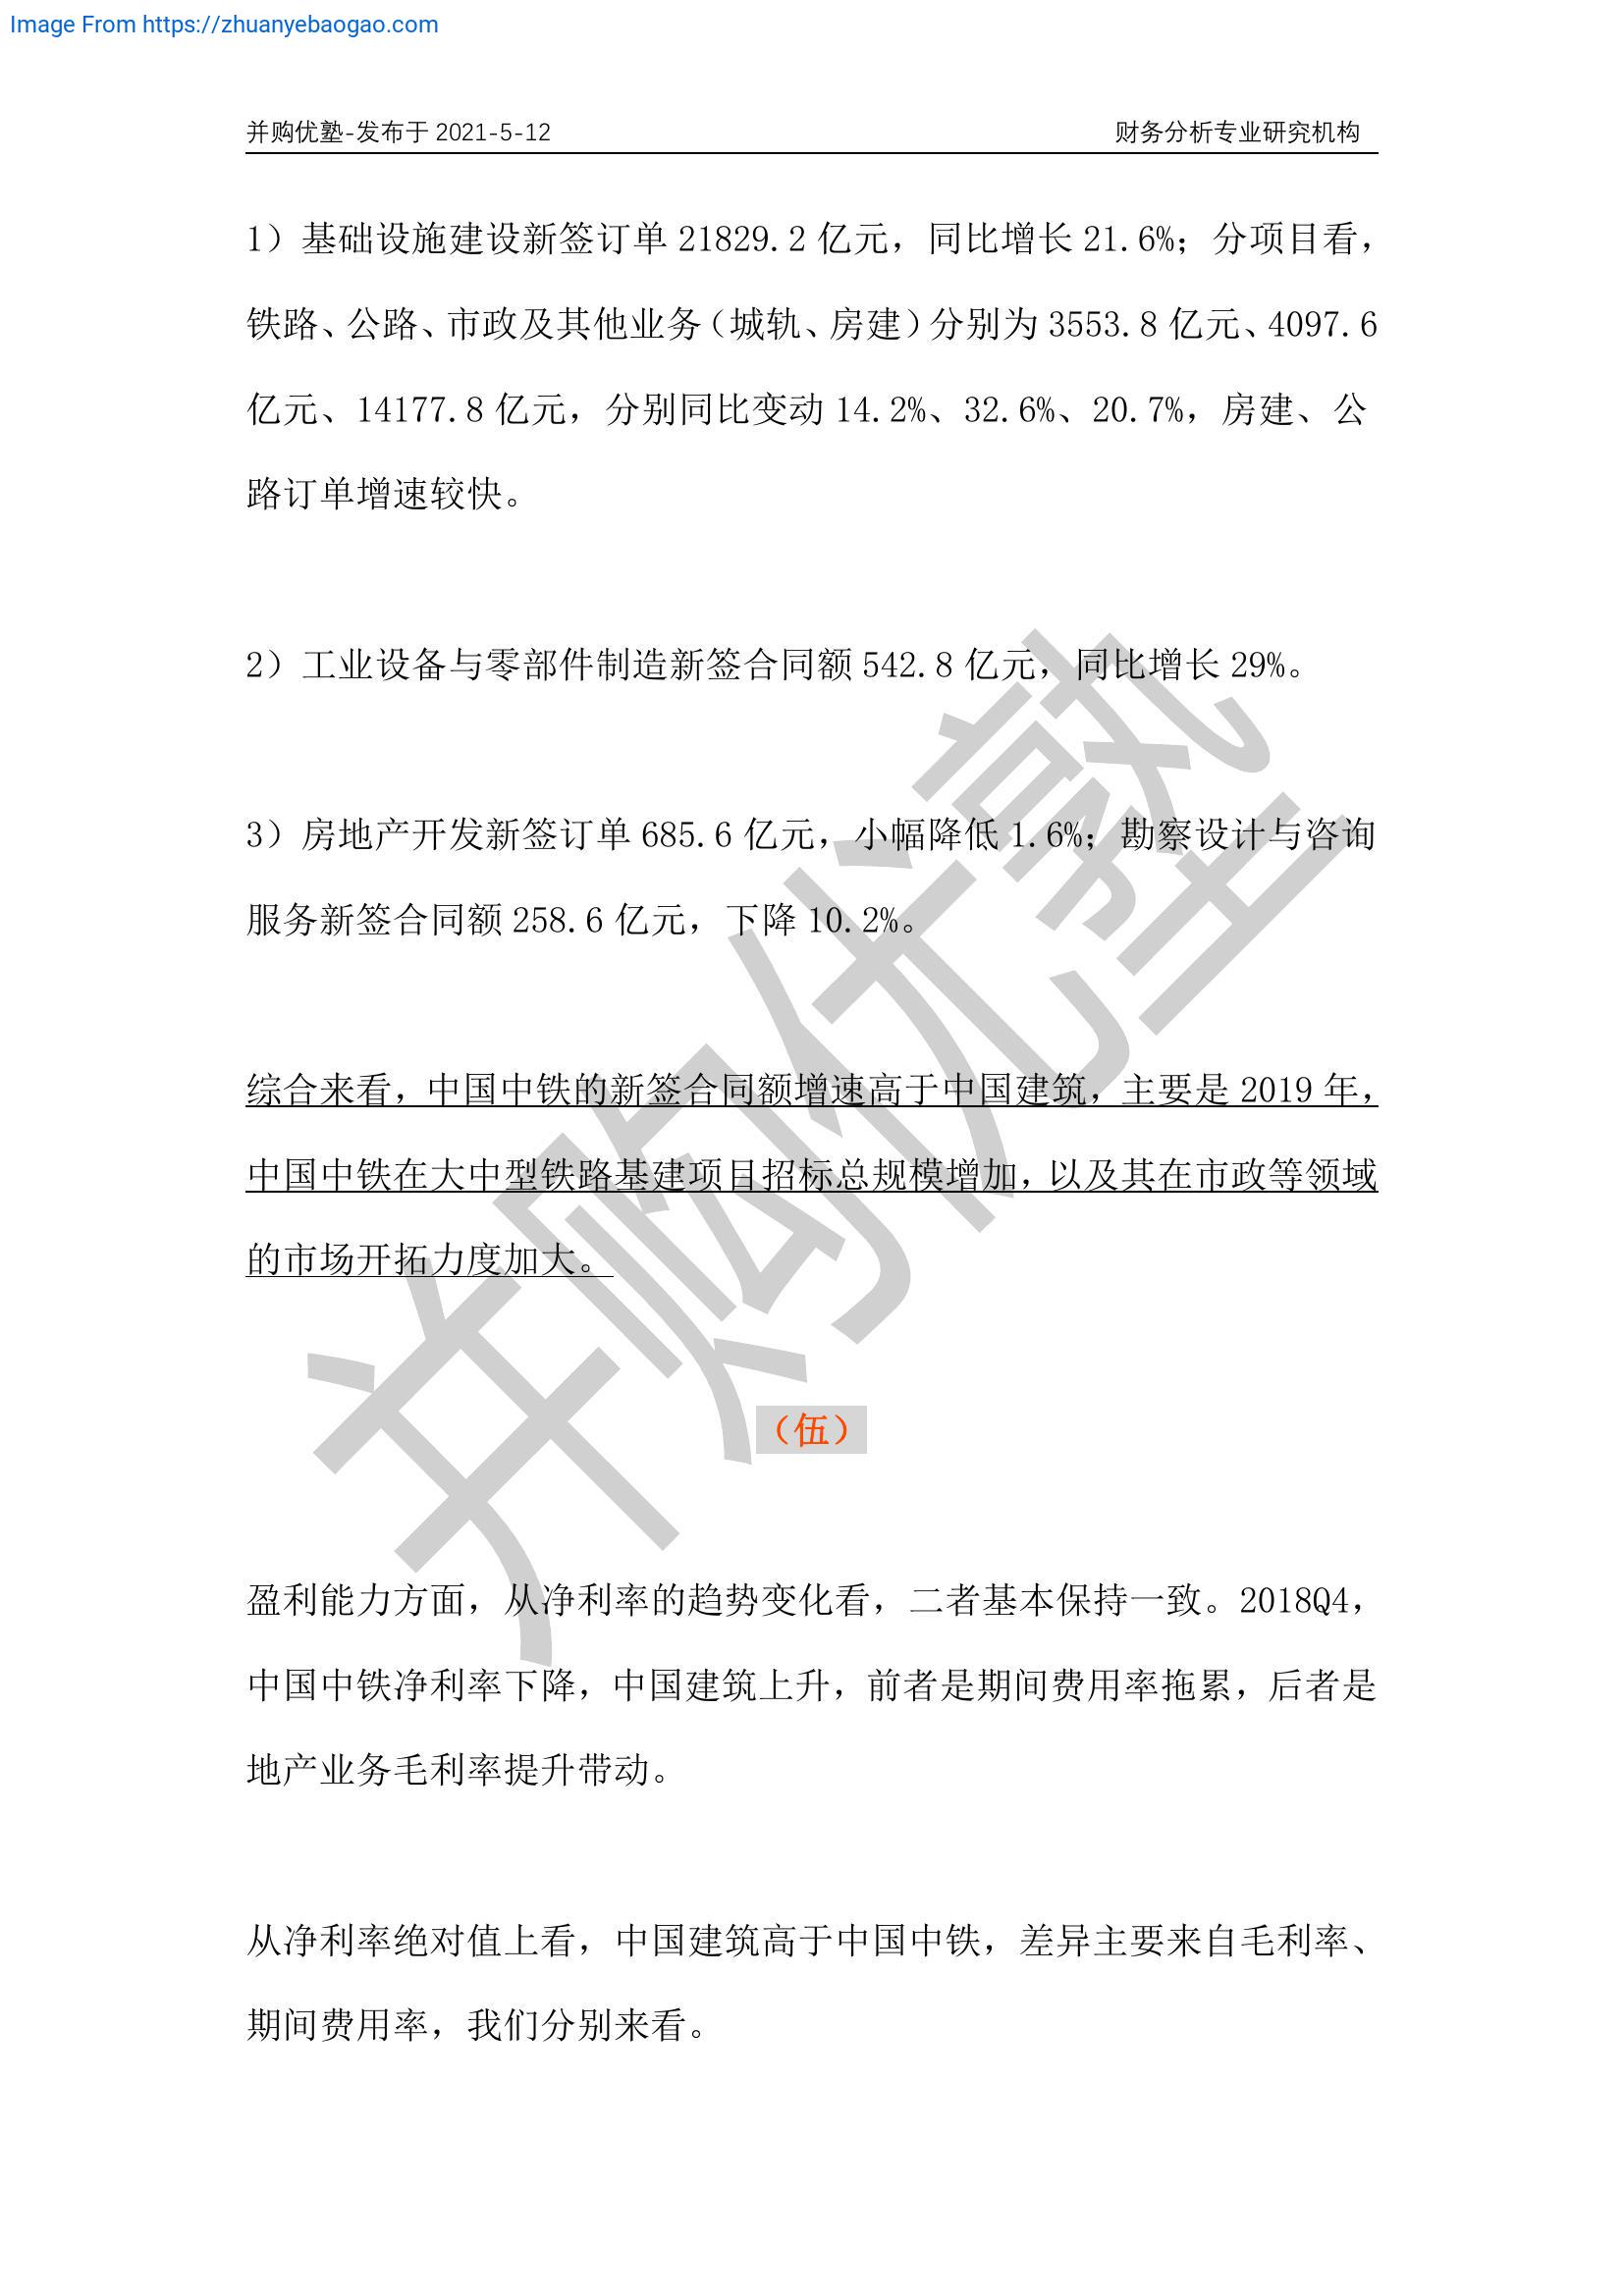 Image From https://zhuanyebaogao.com
并购优塾-发布于 2021-5-12 财务分析专业研究机构
1）基础设施建设新签订单 21829.2 亿元，同比增长 21.6%；分项目看，
铁路、公路、市政及其他业务（城轨、房建）分别为 3553.8 亿元、4097.6
亿元、14177.8 亿元，分别同比变动 14.2%、32.6%、20.7%，房建、公
路订单增速较快。
2）工业设备与零部件制造新签合同额 542.8 亿元，同比增长 29%。
3）房地产开发新签订单 685.6 亿元，小幅降低 1.6%；勘察设计与咨询
服务新签合同额 258.6 亿元，下降 10.2%。
综合来看，中国中铁的新签合同额增速高于中国建筑，主要是 2019 年，
中国中铁在大中型铁路基建项目招标总规模增加，以及其在市政等领域
的市场开拓力度加大。
并购优塾
（伍）
盈利能力方面，从净利率的趋势变化看，二者基本保持一致。2018Q4，
中国中铁净利率下降，中国建筑上升，前者是期间费用率拖累，后者是
地产业务毛利率提升带动。
从净利率绝对值上看，中国建筑高于中国中铁，差异主要来自毛利率、
期间费用率，我们分别来看。